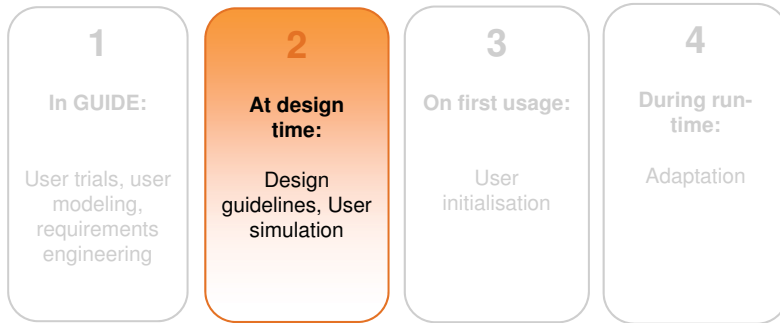 1
In GUIDE:
User trials, user
modeling,
requirements
engineering
2
At design
time:
Design
guidelines, User
simulation
3
On first usage:
User
initialisation
4
During run-
time:
Adaptation